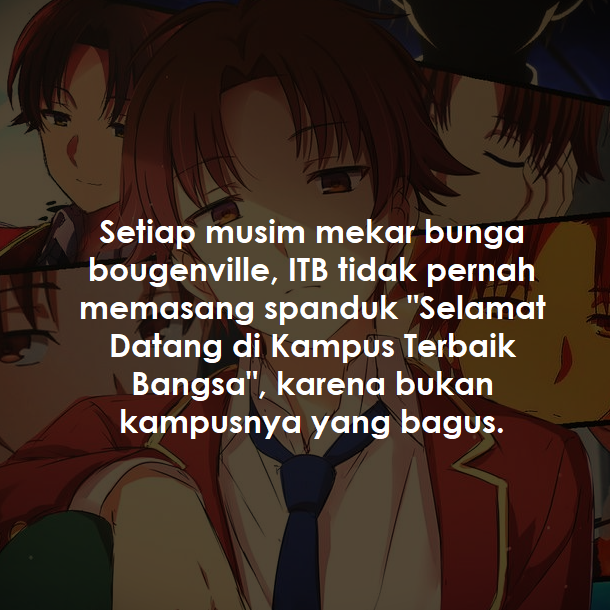 Setiap musim mekar bunga
bougenville, ITB tidak pernah
memasang spanduk "Selamat
Datang di Kampus Terbaik
Bangsa", karena bukan
kampusnya yang bagus.